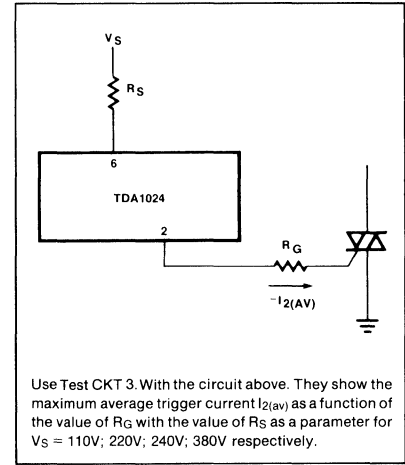 VS
RS
6
TDA1024
2
RG
-I2(AV)
Use Test CKT 3. With the circuit above. They show the
maximum average trigger current I2(av) as a function of
the value of RG with the value of RS as a parameter for
VS = 110V; 220V; 240V; 380V respectively.